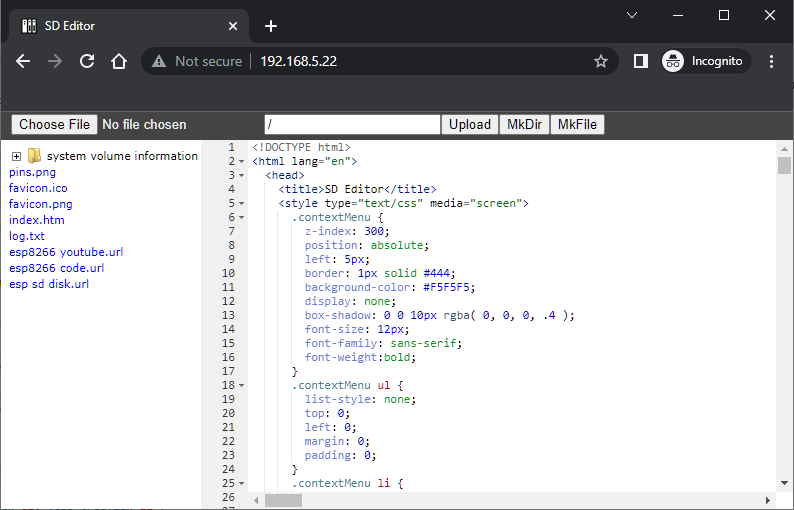 SD Editor
Not secure 192.168.5.22 Incognito
Choose File No file chosen / Upload MkDir MkFile
system volume information
pins.png
favicon.ico
favicon.png
index.htm
log.txt
esp8266 youtube.url
esp8266 code.url
esp sd disk.url
1 <!DOCTYPE html>
2 <html lang="en">
3 <head>
4 <title>SD Editor</title>
5 <style type="text/css" media="screen">
6 .contextMenu {
7 z-index: 300;
8 position: absolute;
9 left: 5px;
10 border: 1px solid #444;
11 background-color: #F5F5F5;
12 display: none;
13 box-shadow: 0 0 10px rgba( 0, 0, 0, .4 );
14 font-size: 12px;
15 font-family: sans-serif;
16 font-weight:bold;
17 }
18 .contextMenu ul {
19 list-style: none;
20 top: 0;
21 left: 0;
22 margin: 0;
23 padding: 0;
24 }
25 .contextMenu li {
26